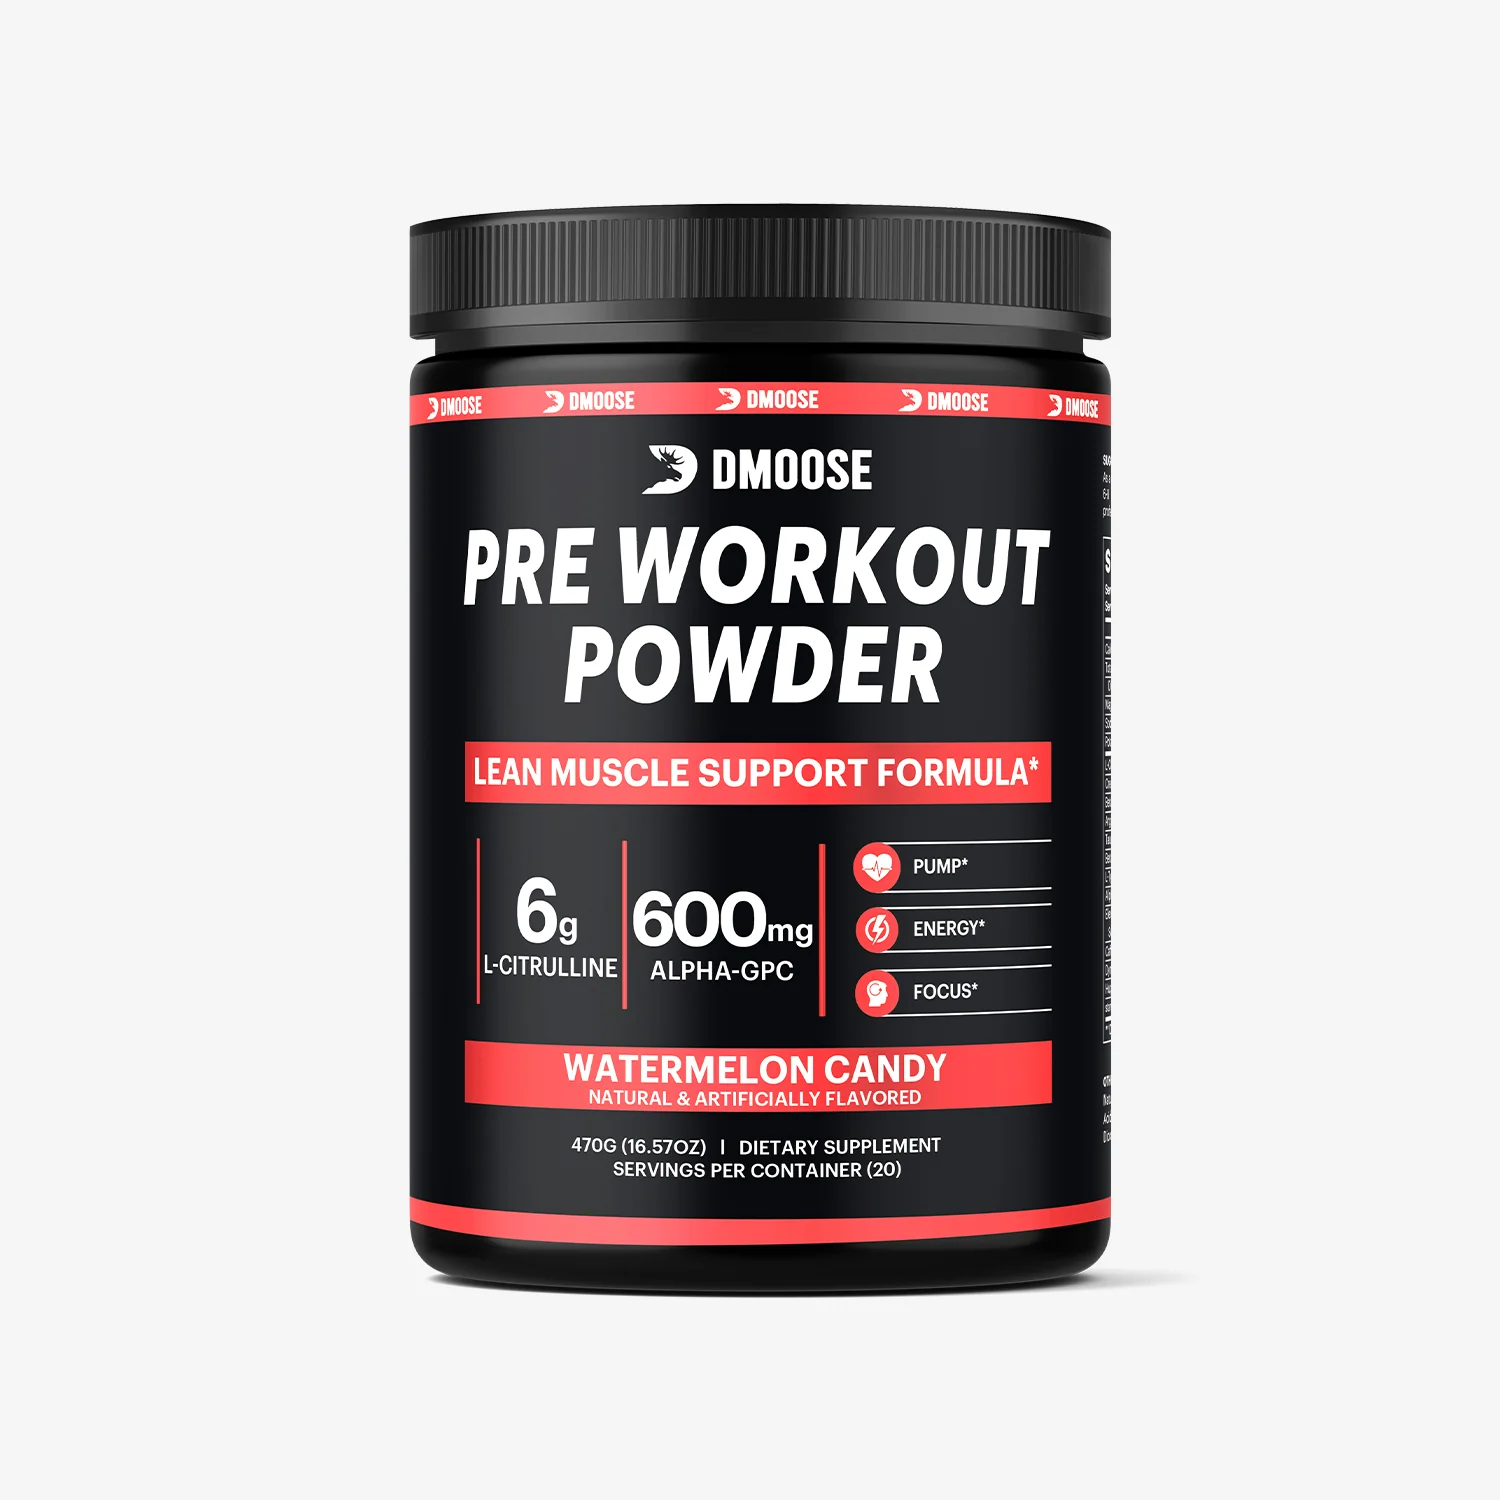 DMOOSE DMOOSE DMOOSE DMOOSE DMOOSE
DMOOSE
PRE WORKOUT
POWDER
LEAN MUSCLE SUPPORT FORMULA*
6g
L-CITRULLINE
600mg
ALPHA-GPC
PUMP*
ENERGY*
FOCUS*
WATERMELON CANDY
NATURAL & ARTIFICIALLY FLAVORED
470G (16.57OZ) | DIETARY SUPPLEMENT
SERVINGS PER CONTAINER (20)